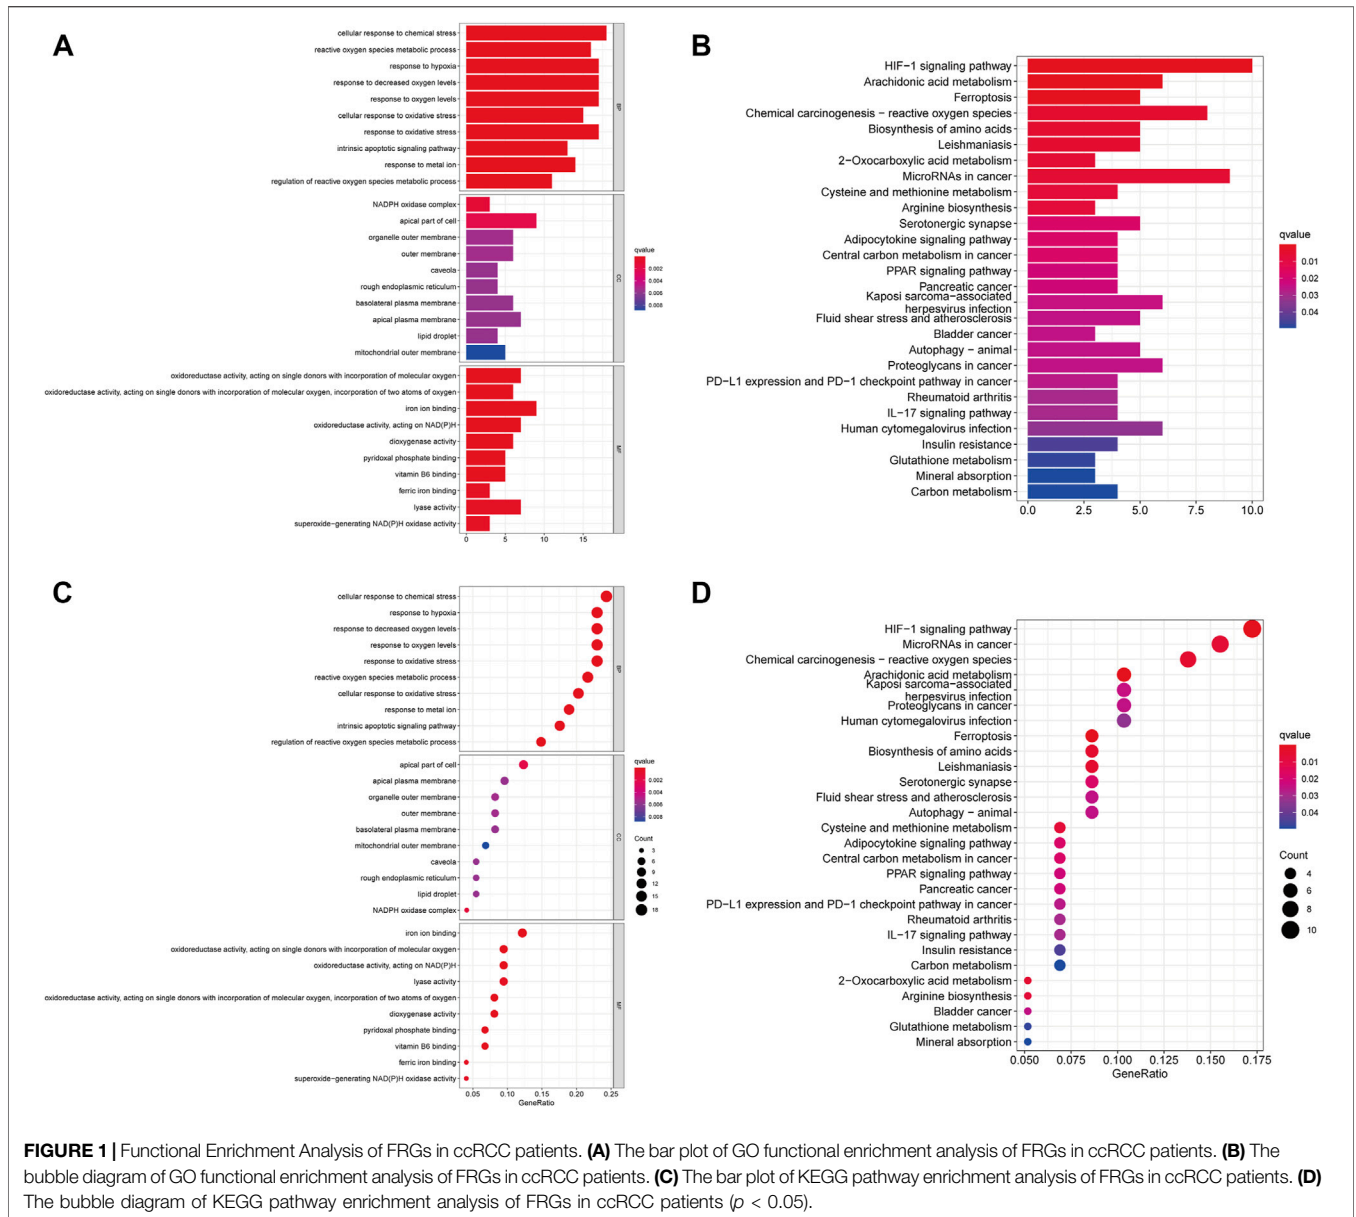 A
cellular response to chemical stress
reactive oxygen species metabolic process
response to hypoxia
response to decreased oxygen levels
response to oxygen levels
cellular response to oxidative stress
response to oxidative stress
intrinsic apoptotic signaling pathway
response to metal ion
regulation of reactive oxygen species metabolic process
BP
NADPH oxidase complex
apical part of cell
organelle outer membrane
outer membrane
caveola
rough endoplasmic reticulum
basolateral plasma membrane
apical plasma membrane
lipid droplet
mitochondrial outer membrane
CC
oxidoreductase activity, acting on single donors with incorporation of molecular oxygen
oxidoreductase activity, acting on single donors with incorporation of molecular oxygen, incorporation of two atoms of oxygen
iron ion binding
oxidoreductase activity, acting on NAD(P)H
dioxygenase activity
pyridoxal phosphate binding
vitamin B6 binding
ferric iron binding
lyase activity
superoxide−generating NAD(P)H oxidase activity
MF
0 5 10 15
qvalue
0.002
0.004
0.006
0.008
B
HIF−1 signaling pathway
Arachidonic acid metabolism
Ferroptosis
Chemical carcinogenesis − reactive oxygen species
Biosynthesis of amino acids
Leishmaniasis
2−Oxocarboxylic acid metabolism
MicroRNAs in cancer
Cysteine and methionine metabolism
Arginine biosynthesis
Serotonergic synapse
Adipocytokine signaling pathway
Central carbon metabolism in cancer
PPAR signaling pathway
Pancreatic cancer
Kaposi sarcoma−associated
herpesvirus infection
Fluid shear stress and atherosclerosis
Bladder cancer
Autophagy − animal
Proteoglycans in cancer
PD−L1 expression and PD−1 checkpoint pathway in cancer
Rheumatoid arthritis
IL−17 signaling pathway
Human cytomegalovirus infection
Insulin resistance
Glutathione metabolism
Mineral absorption
Carbon metabolism
0.0 2.5 5.0 7.5 10.0
qvalue
0.01
0.02
0.03
0.04
C
cellular response to chemical stress
response to hypoxia
response to decreased oxygen levels
response to oxygen levels
response to oxidative stress
reactive oxygen species metabolic process
cellular response to oxidative stress
response to metal ion
intrinsic apoptotic signaling pathway
regulation of reactive oxygen species metabolic process
BP
apical part of cell
apical plasma membrane
organelle outer membrane
outer membrane
basolateral plasma membrane
mitochondrial outer membrane
caveola
rough endoplasmic reticulum
lipid droplet
NADPH oxidase complex
CC
iron ion binding
oxidoreductase activity, acting on single donors with incorporation of molecular oxygen
oxidoreductase activity, acting on NAD(P)H
lyase activity
oxidoreductase activity, acting on single donors with incorporation of molecular oxygen, incorporation of two atoms of oxygen
dioxygenase activity
pyridoxal phosphate binding
vitamin B6 binding
ferric iron binding
superoxide−generating NAD(P)H oxidase activity
MF
0.05 0.10 0.15 0.20 0.25
GeneRatio
qvalue
0.002
0.004
0.006
0.008
Count
3
6
9
12
15
18
D
HIF−1 signaling pathway
MicroRNAs in cancer
Chemical carcinogenesis − reactive oxygen species
Arachidonic acid metabolism
Kaposi sarcoma−associated
herpesvirus infection
Proteoglycans in cancer
Human cytomegalovirus infection
Ferroptosis
Biosynthesis of amino acids
Leishmaniasis
Serotonergic synapse
Fluid shear stress and atherosclerosis
Autophagy − animal
Cysteine and methionine metabolism
Adipocytokine signaling pathway
Central carbon metabolism in cancer
PPAR signaling pathway
Pancreatic cancer
PD−L1 expression and PD−1 checkpoint pathway in cancer
Rheumatoid arthritis
IL−17 signaling pathway
Insulin resistance
Carbon metabolism
2−Oxocarboxylic acid metabolism
Arginine biosynthesis
Bladder cancer
Glutathione metabolism
Mineral absorption
0.050 0.075 0.100 0.125 0.150 0.175
GeneRatio
qvalue
0.01
0.02
0.03
0.04
Count
4
6
8
10
FIGURE 1 | Functional Enrichment Analysis of FRGs in ccRCC patients. (A) The bar plot of GO functional enrichment analysis of FRGs in ccRCC patients. (B) The
bubble diagram of GO functional enrichment analysis of FRGs in ccRCC patients. (C) The bar plot of KEGG pathway enrichment analysis of FRGs in ccRCC patients. (D)
The bubble diagram of KEGG pathway enrichment analysis of FRGs in ccRCC patients (p < 0.05).